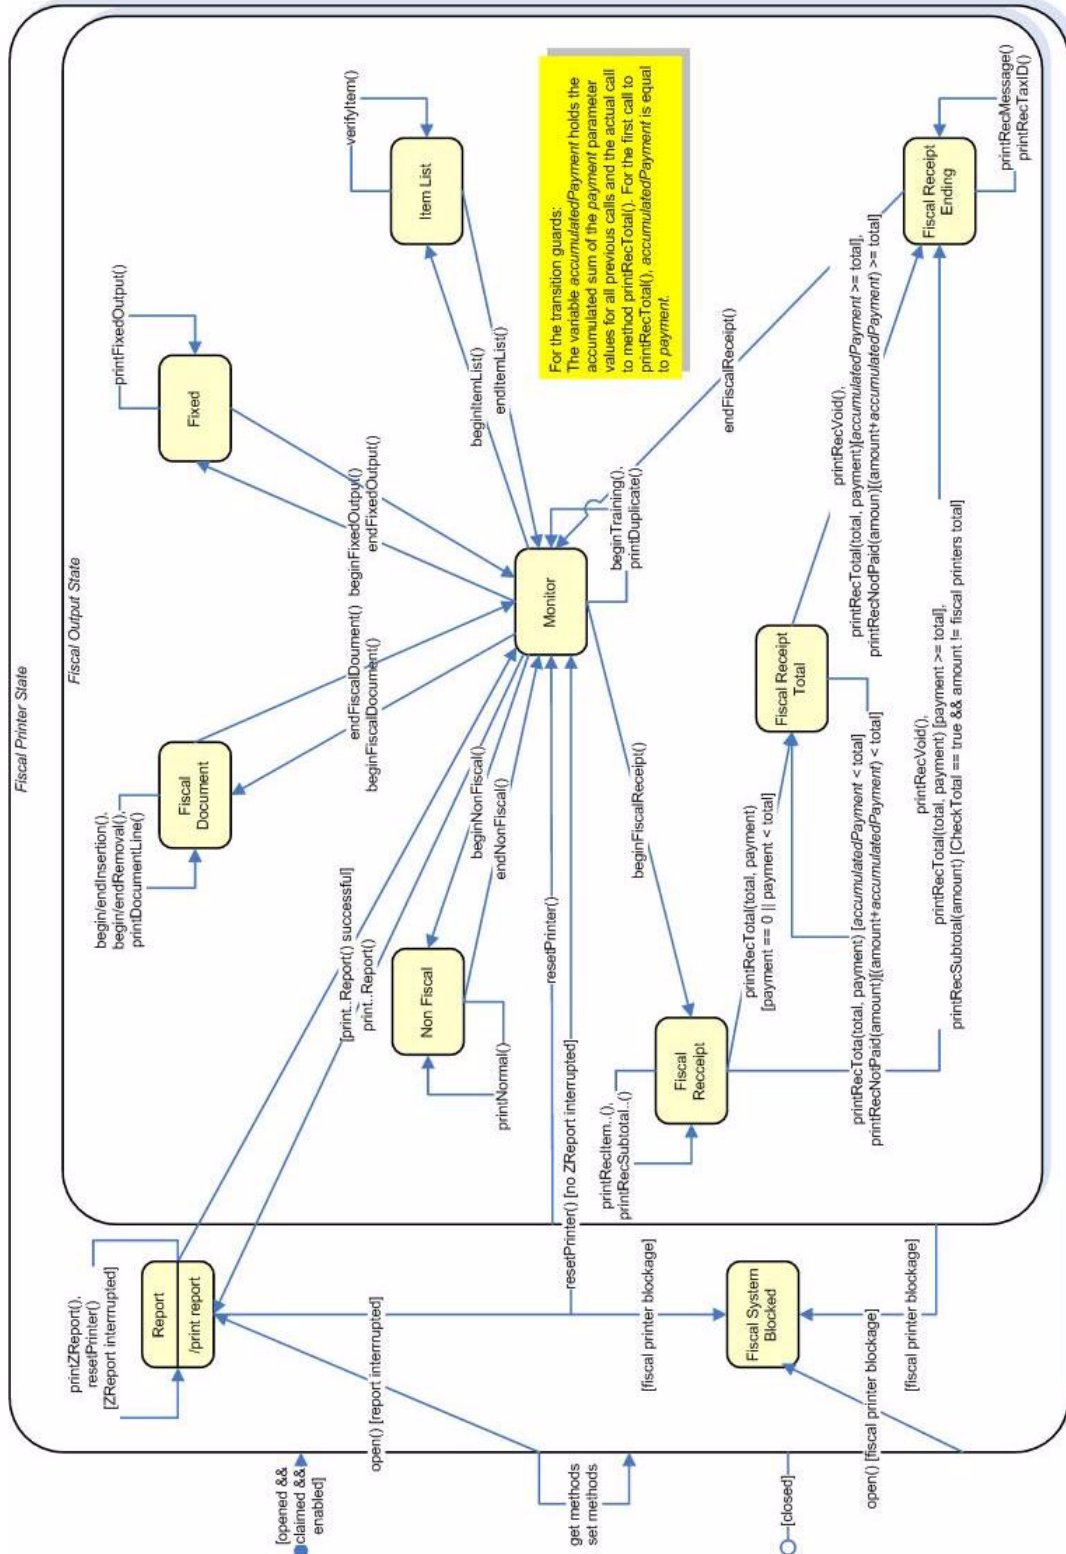 Fiscal Printer State
Fiscal Output State
[opened &&
claimed &&
enabled]
printZReport(),
resetPrinter()
[ZReport interrrupted]
Report
/print report
open() [report interrupted]
get methods
set methods
[closed]
open() [fiscal printer blockage]
[fiscal printer blockage]
Fiscal System
Blocked
[fiscal printer blockage]
resetPrinter() [no ZReport interrupted]
resetPrinter()
[print..Report() successful]
print..Report()
begin/endInsertion(),
begin/endRemoval(),
printDocumentLine()
Fiscal
Document
endFiscalDoument()
beginFiscalDocument()
Non Fiscal
printNormal()
beginNonFiscal()
endNonFiscal()
printFixedOutput()
Fixed
beginFixedOutput()
endFixedOutput()
verifyItem()
Item List
beginItemList()
endItemList()
Monitor
beginTraining(),
printDuplicate()
For the transition guards:
The variable accumulatedPayment holds the
accumulated sum of the payment parameter
values for all previous calls and the actual call
to method printRecTotal(). For the first call to
printRecTotal(), accumulatedPayment is equal
to payment.
beginFiscalReceipt()
endFiscalReceipt()
printRecItem..(),
printRecSubtotal..()
Fiscal
Recceipt
printRecTotal(total, payment)
[payment == 0 || payment < total]
Fiscal Receipt
Total
printRecTota(total, payment) [accumulatedPayment < total]
printRecNotPaid(amount)[(amount+accumulatedPayment) < total]
printRecVoid(),
printRecTotal(total, payment)[accumulatedPayment >= total],
printRecNodPaid(amoun)[(amount+accumulatedPayment) >= total]
printRecVoid(),
printRecTotal(total, payment) [payment >= total],
printRecSubtotal(amount) [CheckTotal == true && amount != fiscal printers total]
Fiscal Receipt
Ending
printRecMessage()
printRecTaxID()